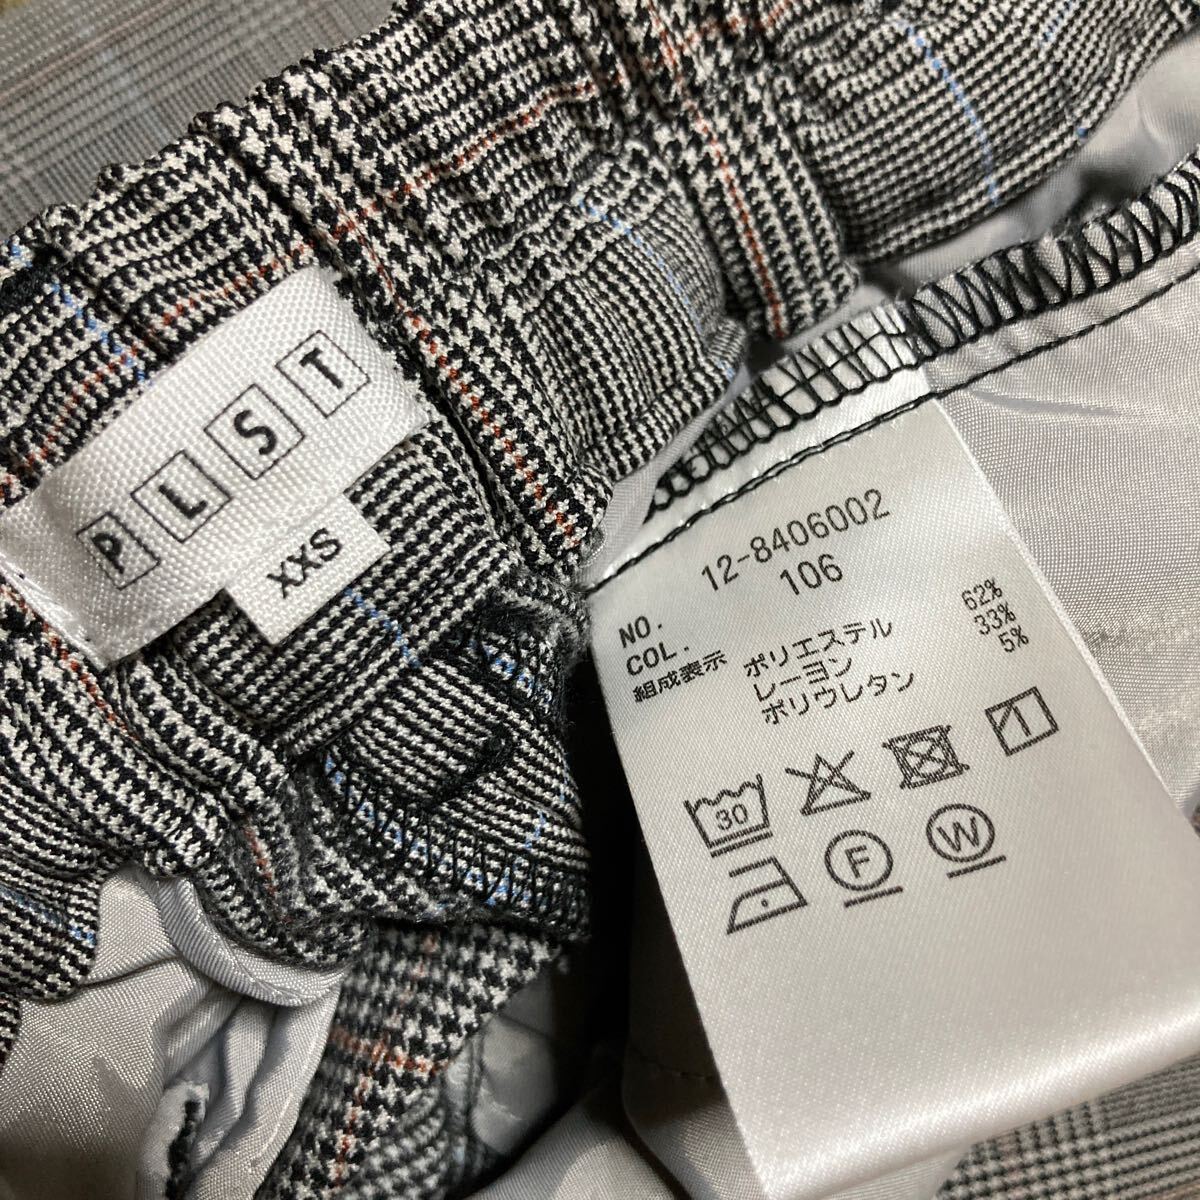 PLST
XXS
NO. 12-8406002
COL. 106
組成表示 ポリエステル 62%
レーヨン 33%
ポリウレタン 5%
30
1
F
W